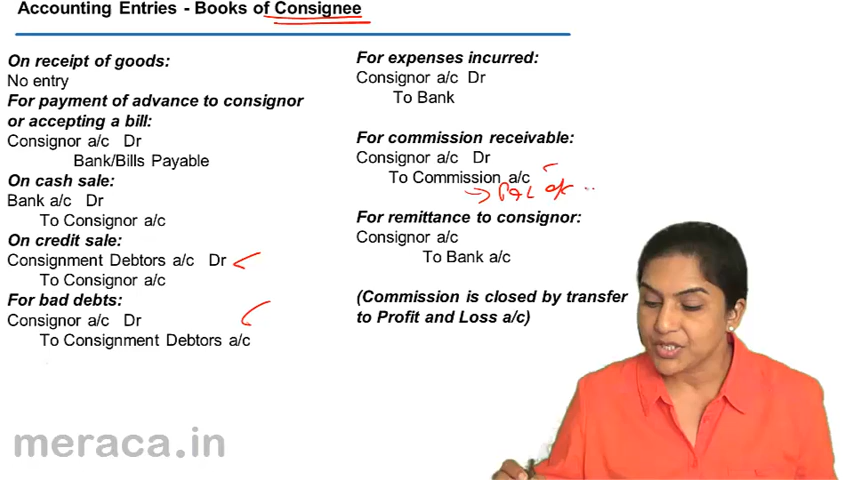 Accounting Entries - Books of Consignee
On receipt of goods:
No entry
For payment of advance to consignor
or accepting a bill:
Consignor a/c Dr
Bank/Bills Payable
On cash sale:
Bank a/c Dr
To Consignor a/c
On credit sale:
Consignment Debtors a/c Dr
To Consignor a/c
For bad debts:
Consignor a/c Dr
To Consignment Debtors a/c
For expenses incurred:
Consignor a/c Dr
To Bank
For commission receivable:
Consignor a/c Dr
To Commission a/c
→ P&L a/c
For remittance to consignor:
Consignor a/c
To Bank a/c
(Commission is closed by transfer
to Profit and Loss a/c)
meraca.in